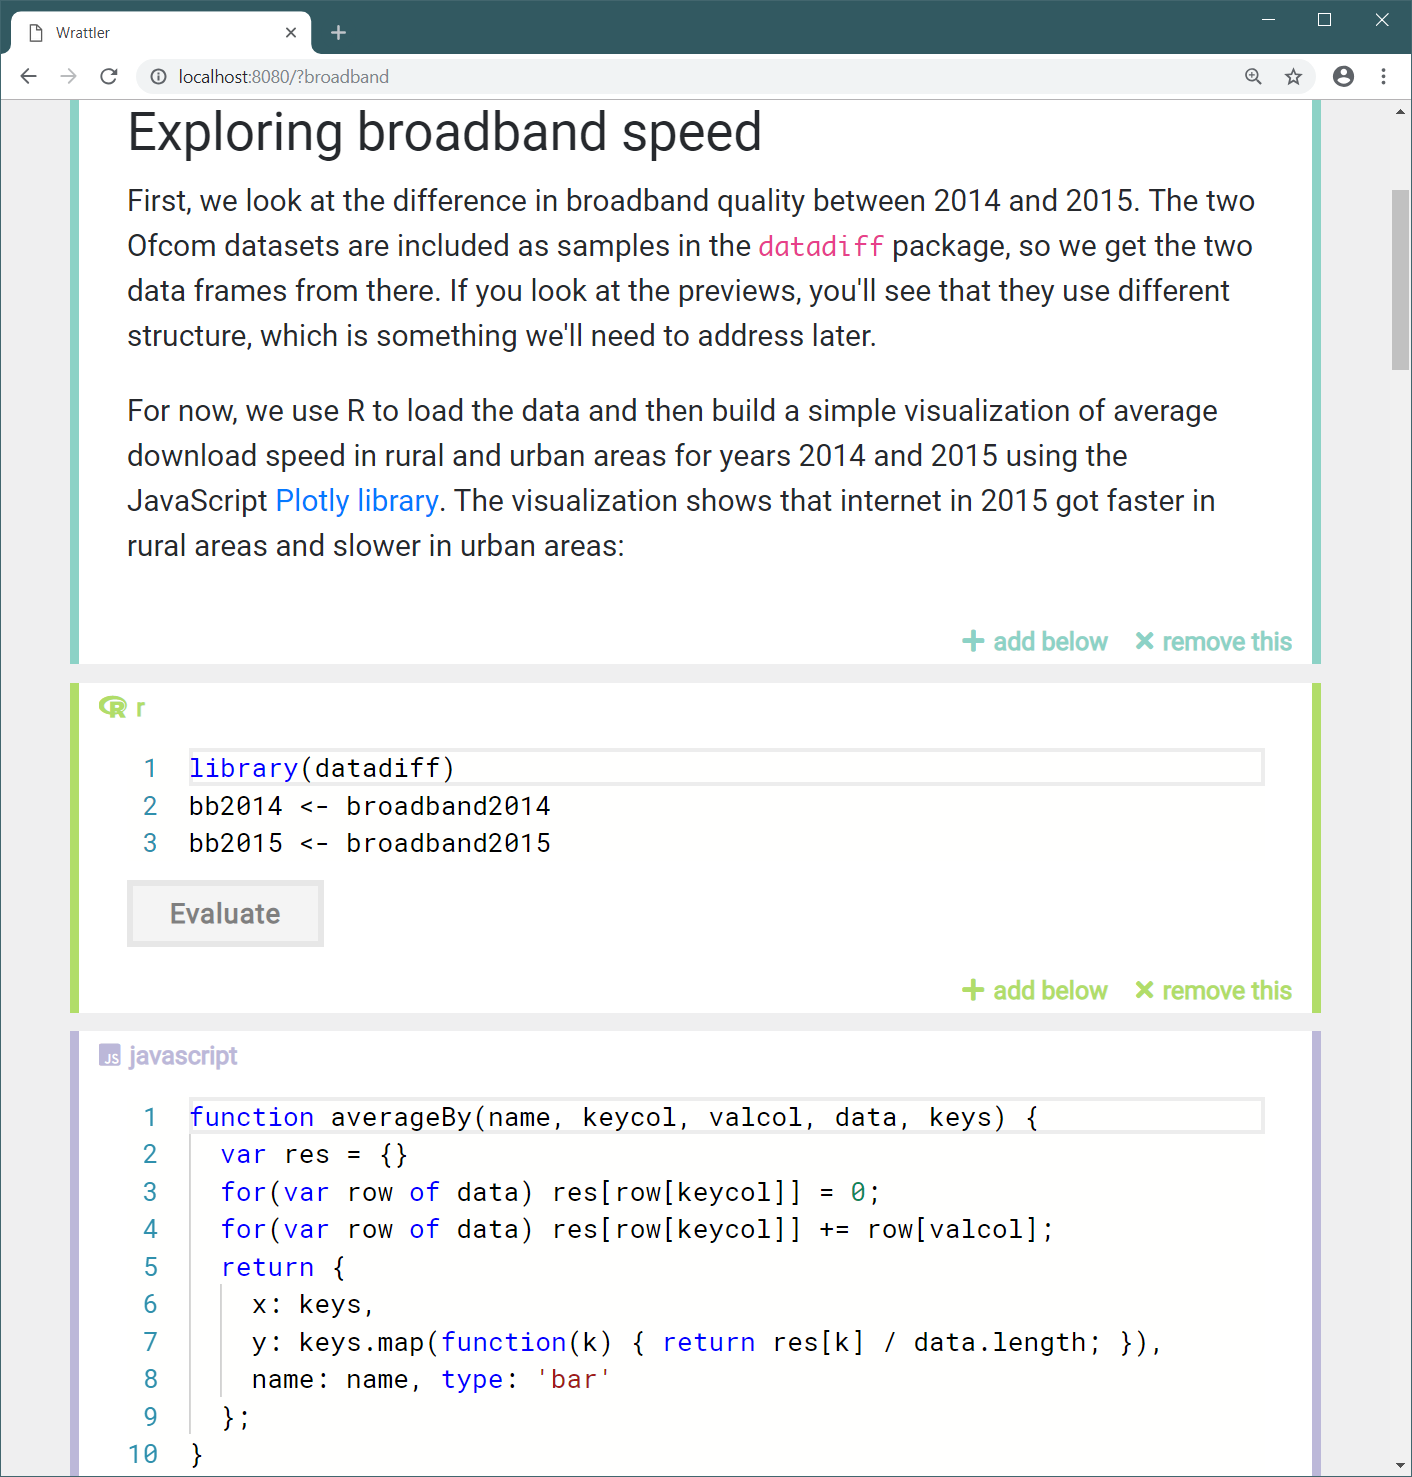 Wrattler
localhost:8080/?broadband
Exploring broadband speed
First, we look at the difference in broadband quality between 2014 and 2015. The two
Ofcom datasets are included as samples in the datadiff package, so we get the two
data frames from there. If you look at the previews, you'll see that they use different
structure, which is something we'll need to address later.
For now, we use R to load the data and then build a simple visualization of average
download speed in rural and urban areas for years 2014 and 2015 using the
JavaScript Plotly library. The visualization shows that internet in 2015 got faster in
rural areas and slower in urban areas:
add below remove this
R r
1 library(datadiff)
2 bb2014 <- broadband2014
3 bb2015 <- broadband2015
Evaluate
add below remove this
JS javascript
1 function averageBy(name, keycol, valcol, data, keys) {
2   var res = {}
3   for(var row of data) res[row[keycol]] = 0;
4   for(var row of data) res[row[keycol]] += row[valcol];
5   return {
6     x: keys,
7     y: keys.map(function(k) { return res[k] / data.length; }),
8     name: name, type: 'bar'
9   };
10 }